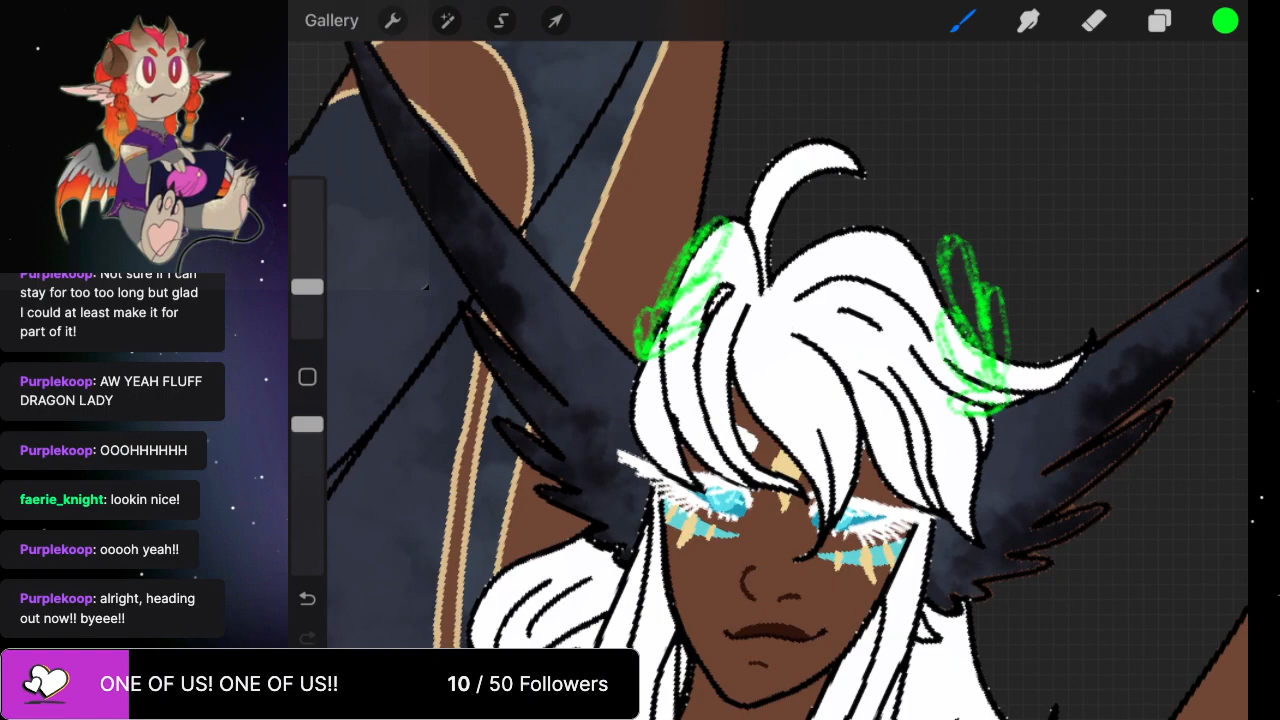 Gallery
Purplekoop: Not sure if I can
stay for too too long but glad
I could at least make it for
part of it!
Purplekoop: AW YEAH FLUFF
DRAGON LADY
Purplekoop: OOOHHHHHH
faerie_knight: lookin nice!
Purplekoop: ooooh yeah!!
Purplekoop: alright, heading
out now!! byeee!!
ONE OF US! ONE OF US!!
10 / 50 Followers